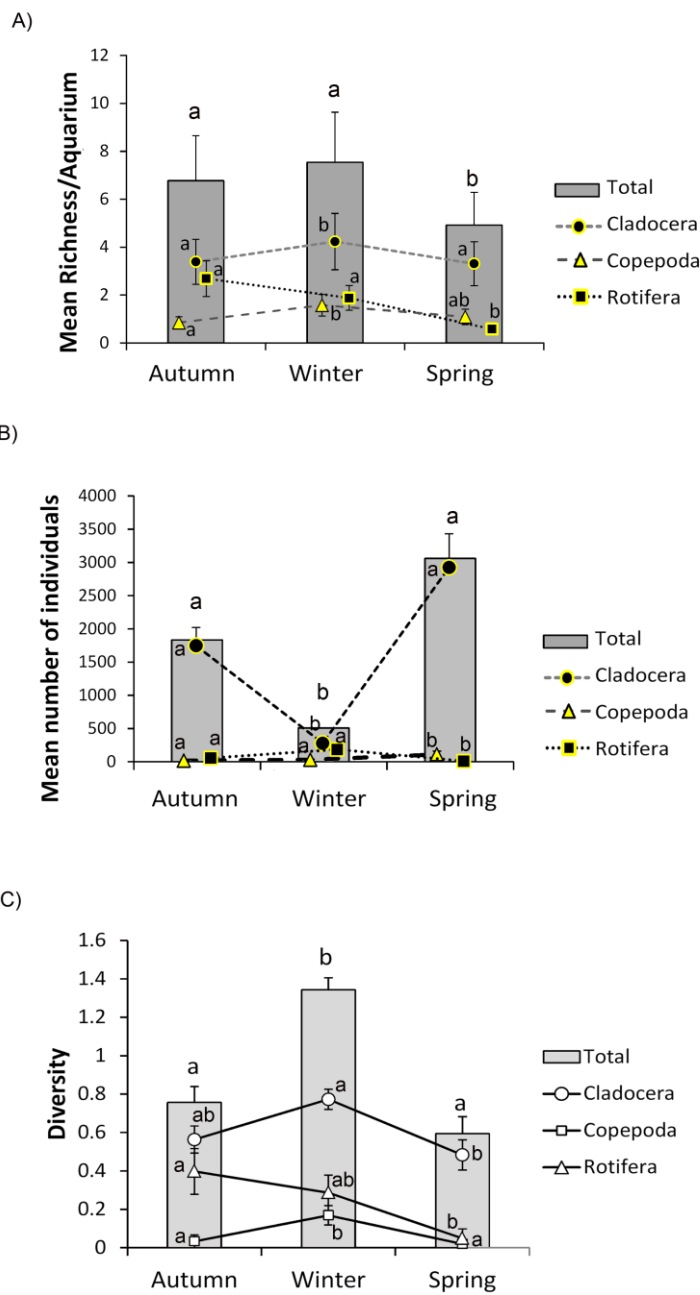 A)
Mean Richness/Aquarium
12
10
8
6
4
2
0
a
a
b
a
b
a
a
a
ab
a
b
b
Autumn
Winter
Spring
Total
Cladocera
Copepoda
Rotifera
B)
Mean number of individuals
4000
3500
3000
2500
2000
1500
1000
500
0
a
a
a
a
b
b
a
a
a
a
b
b
Autumn
Winter
Spring
Total
Cladocera
Copepoda
Rotifera
C)
Diversity
1.6
1.4
1.2
1
0.8
0.6
0.4
0.2
0
b
a
a
ab
a
b
a
ab
b
a
b
a
Autumn
Winter
Spring
Total
Cladocera
Copepoda
Rotifera